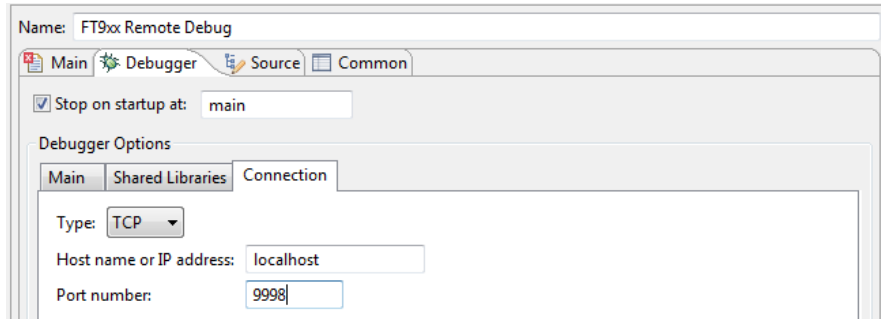 Name: FT9xx Remote Debug
Main Debugger Source Common
Stop on startup at: main
Debugger Options
Main Shared Libraries Connection
Type: TCP
Host name or IP address: localhost
Port number: 9998